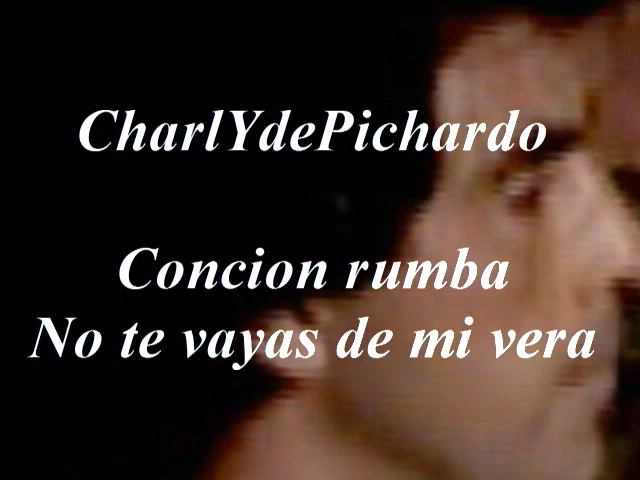 CharlYdePichardo
Concion rumba
No te vayas de mi vera